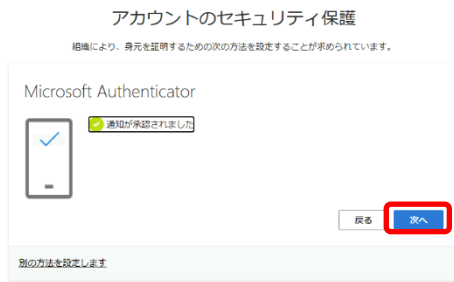 アカウントのセキュリティ保護
組織により、身元を証明するための次の方法を設定することが求められています。
Microsoft Authenticator
通知が承認されました
戻る
次へ
別の方法を設定します